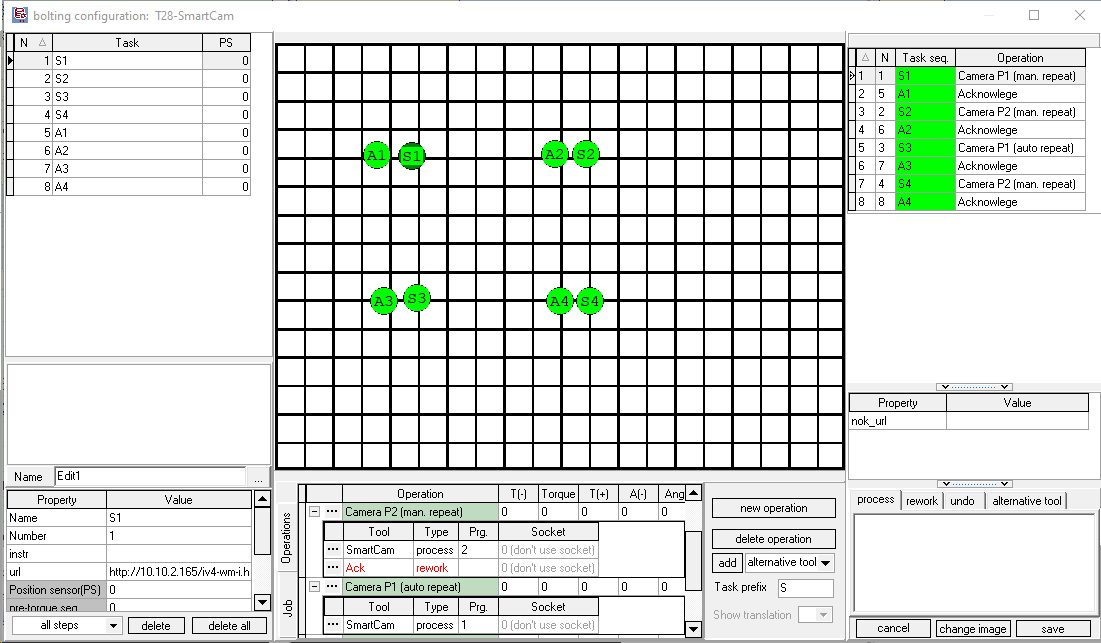 bolting configuration: T28-SmartCam
N Task PS
1 S1 0
2 S2 0
3 S3 0
4 S4 0
5 A1 0
6 A2 0
7 A3 0
8 A4 0
Name Edit1 ...
Property Value
Name S1
Number 1
instr
url http://10.10.2.165/iv4-wm-i.h
Position sensor(PS) 0
pre-torque seq. 0
all steps delete delete all
A1 S1 A2 S2
A3 S3 A4 S4
Operations
Job
Operation T(-) Torque T(+) A(-) Ang
Camera P2 (man. repeat) 0 0 0 0 0
Tool Type Prg. Socket
SmartCam process 2 0 (don't use socket)
Ack rework 0 (don't use socket)
Camera P1 (auto repeat) 0 0 0 0 0
Tool Type Prg. Socket
SmartCam process 1 0 (don't use socket)
new operation
delete operation
add alternative tool
Task prefix S
Show translation
N Task seq. Operation
1 1 S1 Camera P1 (man. repeat)
2 5 A1 Acknowlege
3 2 S2 Camera P2 (man. repeat)
4 6 A2 Acknowlege
5 3 S3 Camera P1 (auto repeat)
6 7 A3 Acknowlege
7 4 S4 Camera P2 (man. repeat)
8 8 A4 Acknowlege
Property Value
nok_url
process rework undo alternative tool
cancel change image save